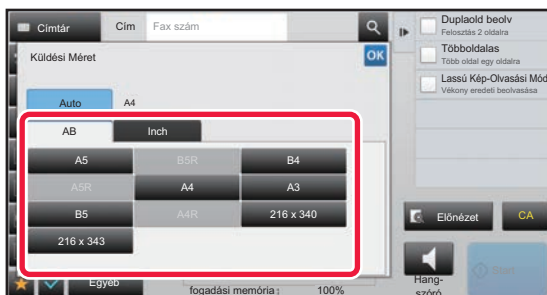 Címtár
Cím
Fax szám
Küldési Méret
OK
Auto
A4
AB
Inch
A5
B5R
B4
A5R
A4
A3
B5
A4R
216 x 340
216 x 343
Duplaold beolv
Felosztás 2 oldalra
Többoldalas
Több oldal egy oldalra
Lassú Kép-Olvasási Mód
Vékony eredeti beolvasása
Előnézet
CA
Hang-
szóró
Start
Egyéb
fogadási memória: 100%